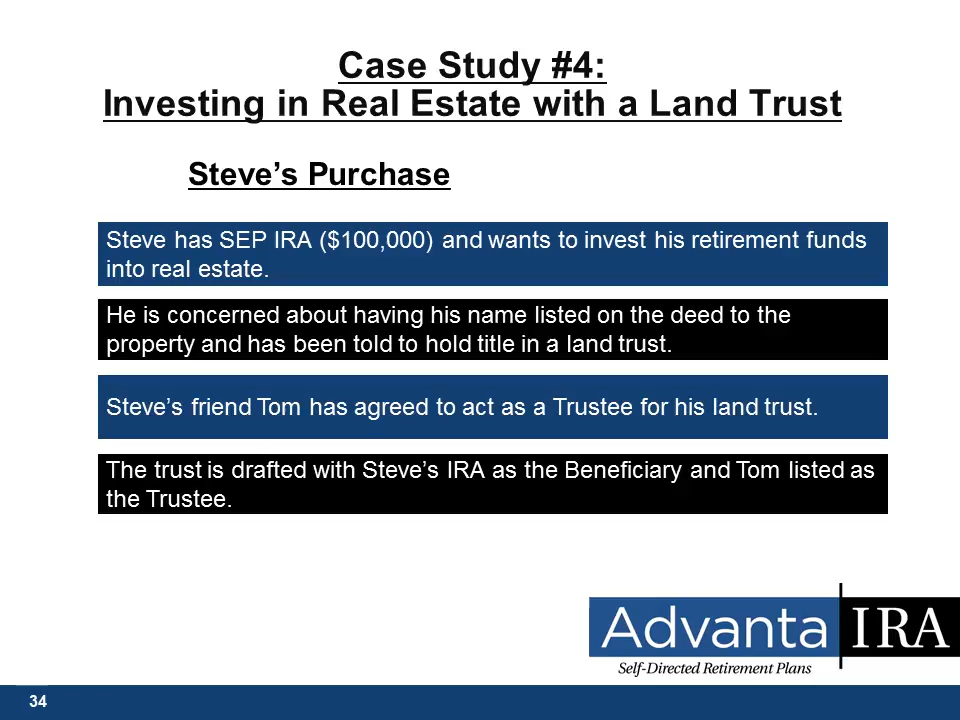 Case Study #4:
Investing in Real Estate with a Land Trust
Steve’s Purchase
Steve has SEP IRA ($100,000) and wants to invest his retirement funds
into real estate.
He is concerned about having his name listed on the deed to the
property and has been told to hold title in a land trust.
Steve’s friend Tom has agreed to act as a Trustee for his land trust.
The trust is drafted with Steve’s IRA as the Beneficiary and Tom listed as
the Trustee.
Advanta IRA
Self-Directed Retirement Plans
34